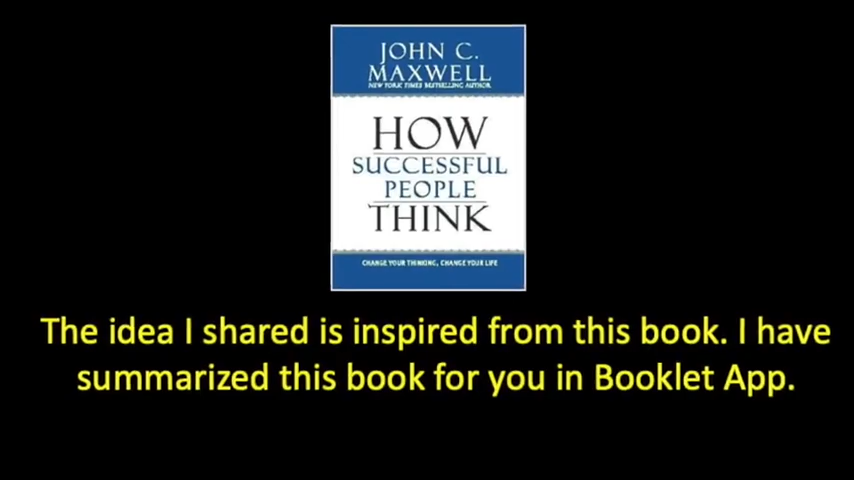 JOHN C.
MAXWELL
NEW YORK TIMES BESTSELLING AUTHOR
HOW
SUCCESSFUL
PEOPLE
THINK
CHANGE YOUR THINKING, CHANGE YOUR LIFE
The idea I shared is inspired from this book. I have
summarized this book for you in Booklet App.